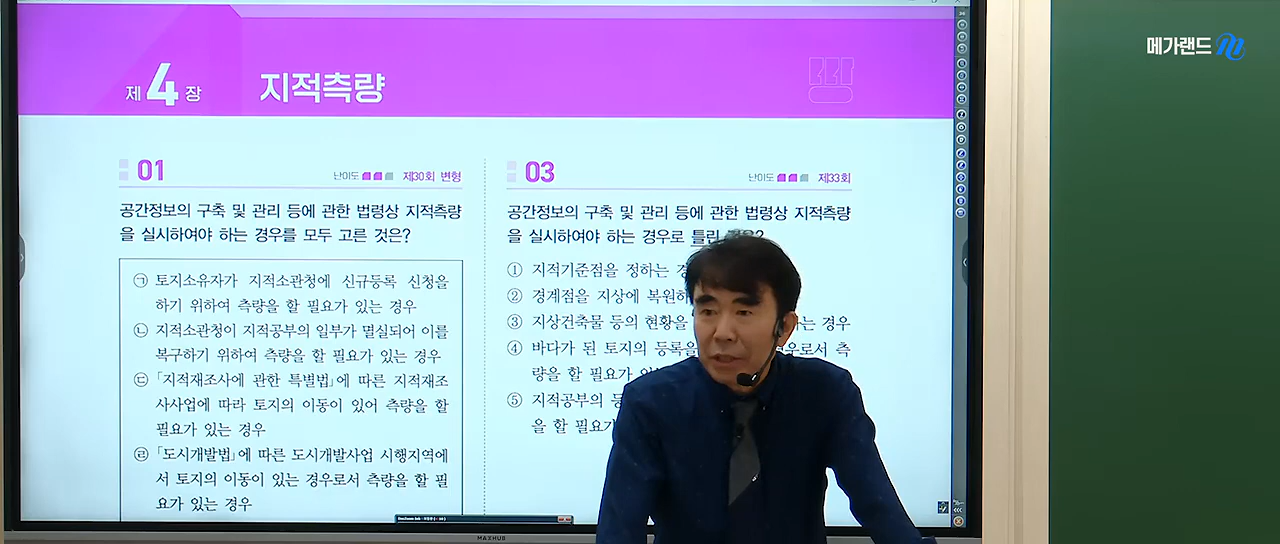 메가랜드
제4장 지적측량
01
난이도 제30회 변형
공간정보의 구축 및 관리 등에 관한 법령상 지적측량
을 실시하여야 하는 경우를 모두 고른 것은?
㉠ 토지소유자가 지적소관청에 신규등록 신청을
하기 위하여 측량을 할 필요가 있는 경우
㉡ 지적소관청이 지적공부의 일부가 멸실되어 이를
복구하기 위하여 측량을 할 필요가 있는 경우
㉢ 「지적재조사에 관한 특별법」에 따른 지적재조
사사업에 따라 토지의 이동이 있어 측량을 할
필요가 있는 경우
㉣ 「도시개발법」에 따른 도시개발사업 시행지역에
서 토지의 이동이 있는 경우로서 측량을 할 필
요가 있는 경우
03
난이도 제33회
공간정보의 구축 및 관리 등에 관한 법령상 지적측량
을 실시하여야 하는 경우로 틀린
① 지적기준점을 정하는
② 경계점을 지상에 복원하
③ 지상건축물 등의 현황을 는 경우
④ 바다가 된 토지의 등록을 우로서 측
량을 할 필요가
⑤ 지적공부의
을 할 필요가
MAXHUB